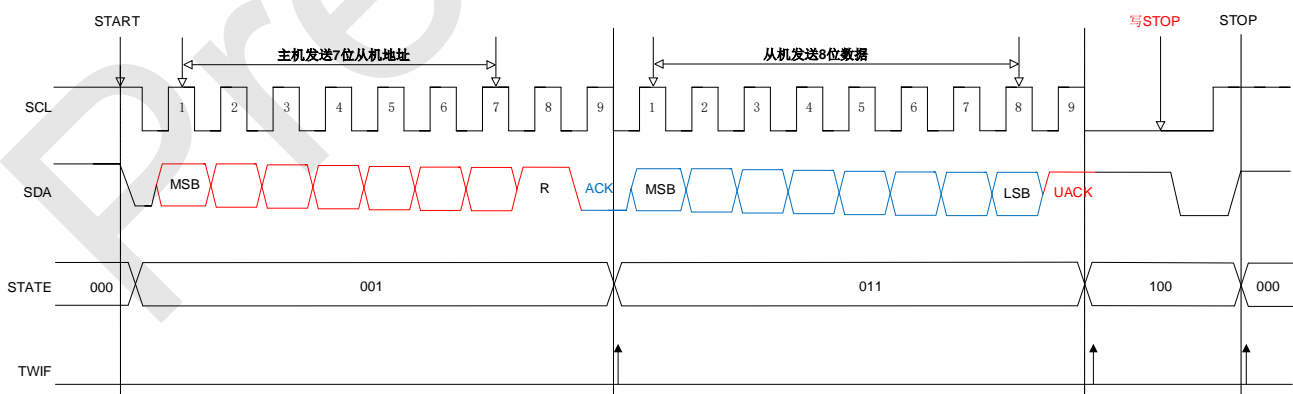 START 写STOP STOP
主机发送7位从机地址 从机发送8位数据
SCL 1 2 3 4 5 6 7 8 9 1 2 3 4 5 6 7 8 9
SDA MSB R ACK MSB LSB UACK
STATE 000 001 011 100 000
TWIF